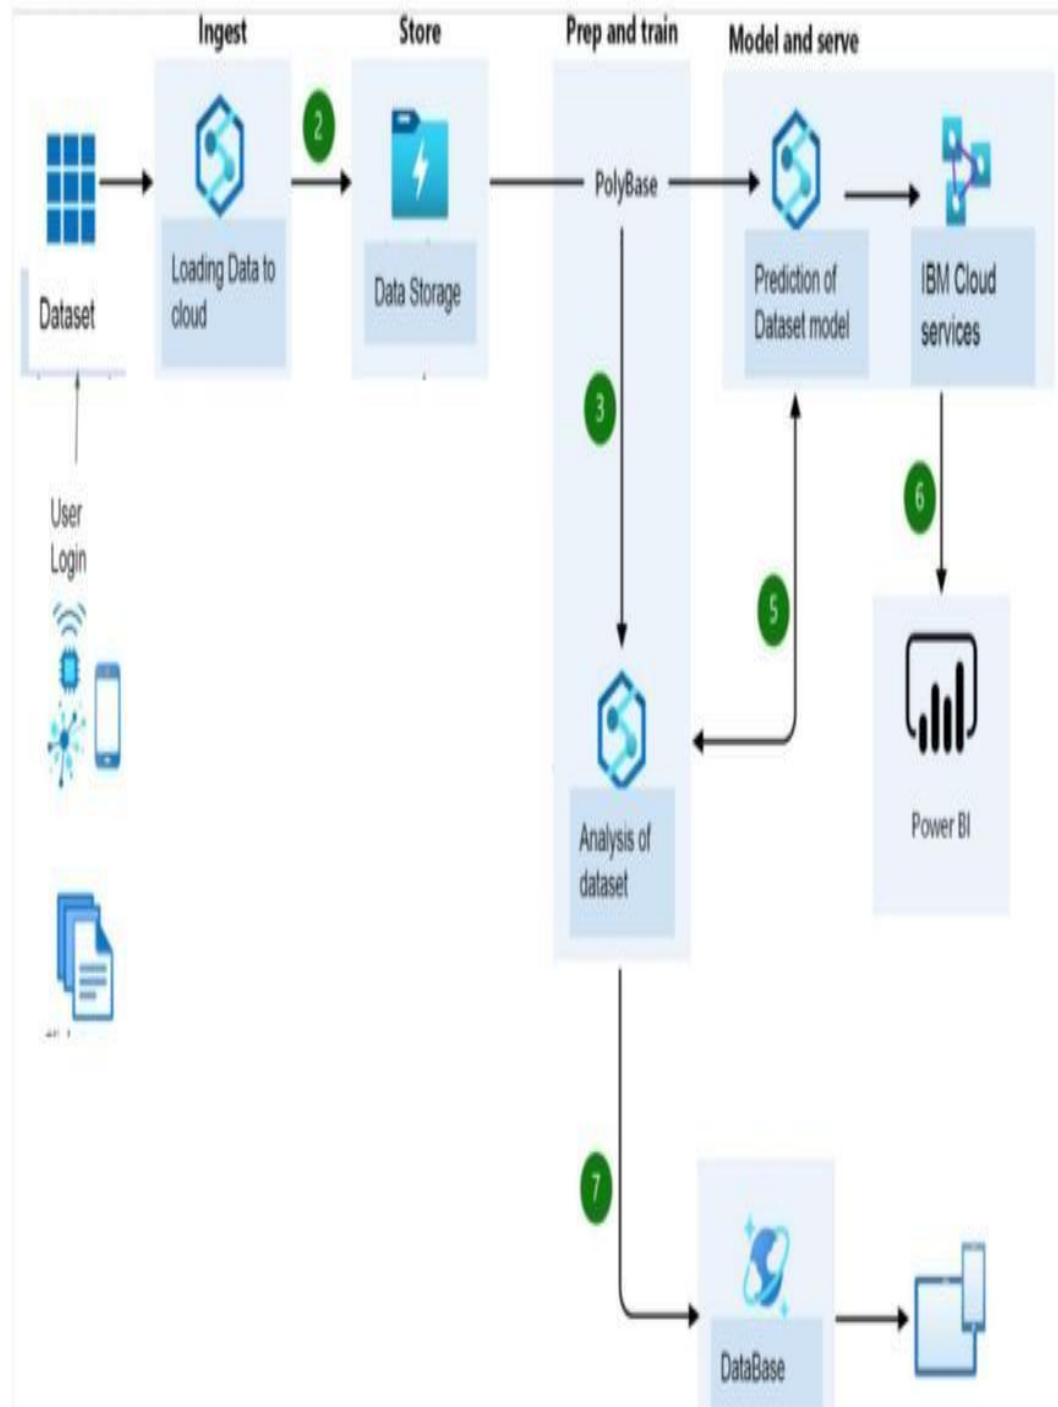 Ingest
Store
Prep and train
Model and serve
2
PolyBase
Loading Data to
cloud
Data Storage
Prediction of
Dataset model
IBM Cloud
services
Dataset
3
6
User
Login
5
Analysis of
dataset
Power BI
7
DataBase